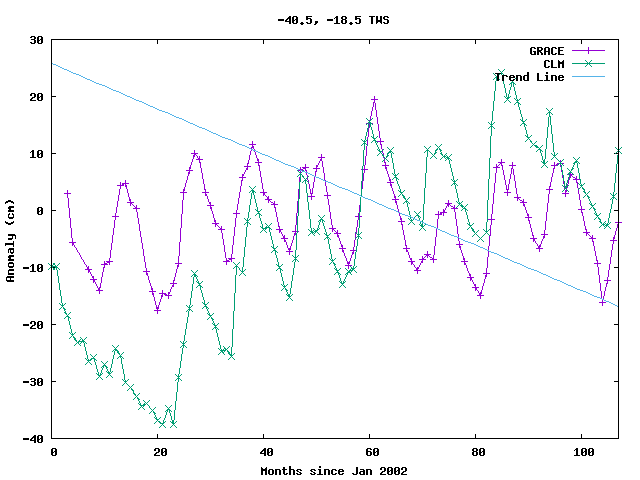 -40.5, -18.5 TWS
GRACE
CLM
Trend Line
30
20
10
0
-10
-20
-30
-40
Anomaly (cm)
0 20 40 60 80 100
Months since Jan 2002